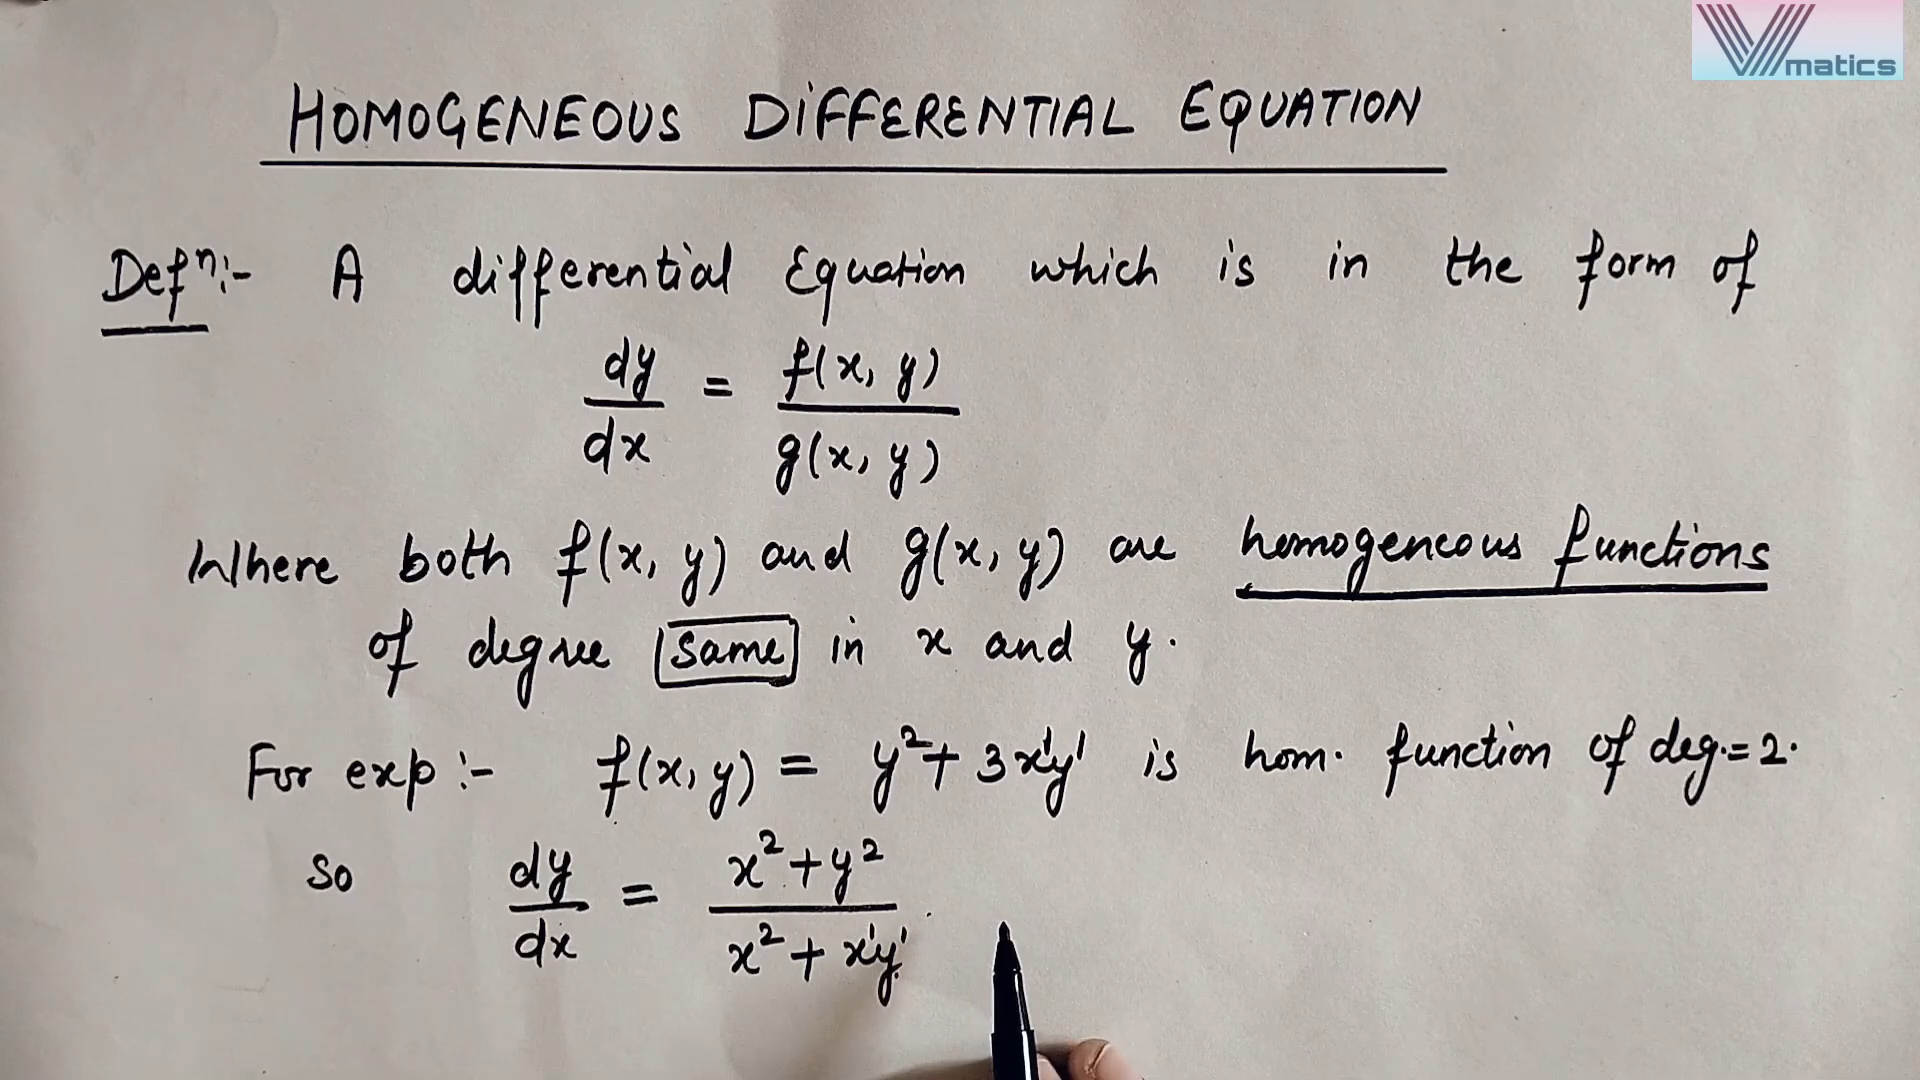 Vmatics
HOMOGENEOUS DIFFERENTIAL EQUATION
Defⁿ:- A differential Equation which is in the form of
dy/dx = f(x, y)/g(x, y)
Where both f(x, y) and g(x, y) are homogeneous functions
of degree same in x and y.
For exp:- f(x, y) = y² + 3x¹y¹ is hom. function of deg.=2.
So dy/dx = (x²+y²)/(x²+x¹y¹)